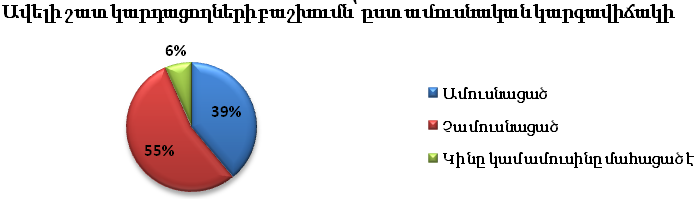 Ավելի շատ կարդացողների բաշխումն՝ ըստ ամուսնական կարգավիճակի
6%
39%
55%
Ամուսնացած
Չամուսնացած
Կինը կամ ամուսինը մահացած է